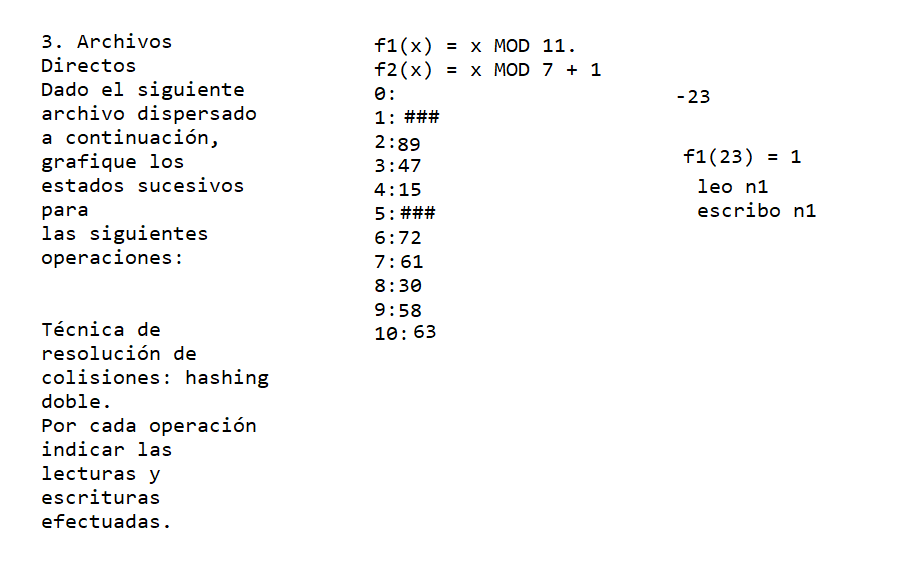 3. Archivos
Directos
Dado el siguiente
archivo dispersado
a continuación,
grafique los
estados sucesivos
para
las siguientes
operaciones:
Técnica de
resolución de
colisiones: hashing
doble.
Por cada operación
indicar las
lecturas y
escrituras
efectuadas.
f1(x) = x MOD 11.
f2(x) = x MOD 7 + 1
0:
1: ###
2:89
3:47
4:15
5:###
6:72
7:61
8:30
9:58
10:63
-23
f1(23) = 1
leo n1
escribo n1